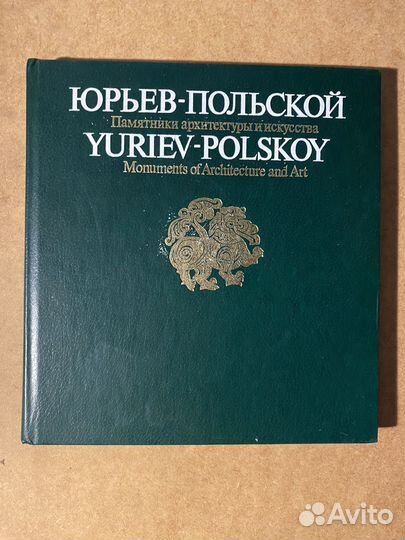 ЮРЬЕВ-ПОЛЬСКОЙ
Памятники архитектуры и искусства
YURIEV-POLSKOY
Monuments of Architecture and Art
Avito